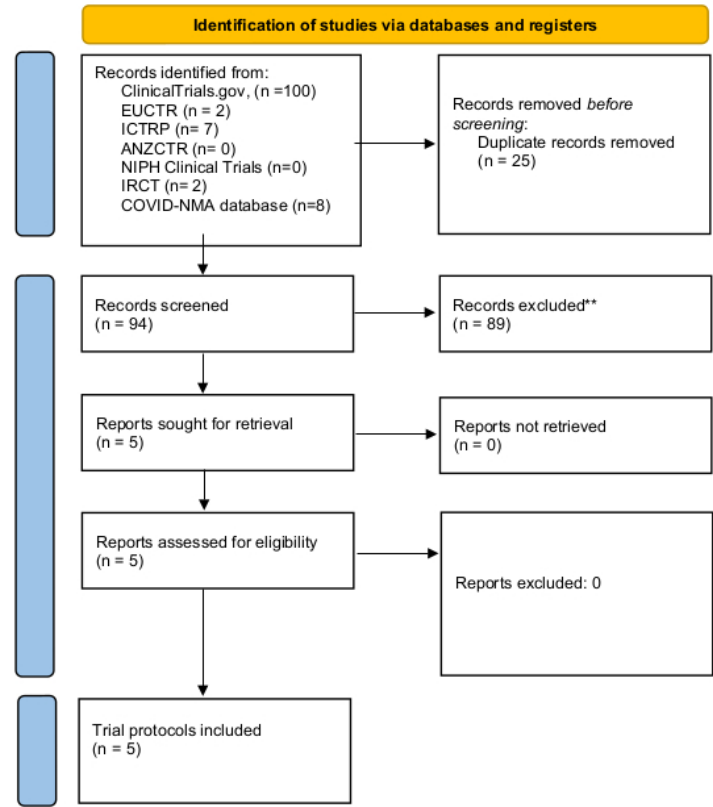 Identification of studies via databases and registers
Records identified from:
ClinicalTrials.gov, (n =100)
EUCTR (n = 2)
ICTRP (n= 7)
ANZCTR (n= 0)
NIPH Clinical Trials (n=0)
IRCT (n= 2)
COVID-NMA database (n=8)
Records removed before
screening:
Duplicate records removed
(n = 25)
Records screened
(n = 94)
Records excluded**
(n = 89)
Reports sought for retrieval
(n = 5)
Reports not retrieved
(n = 0)
Reports assessed for eligibility
(n = 5)
Reports excluded: 0
Trial protocols included
(n = 5)